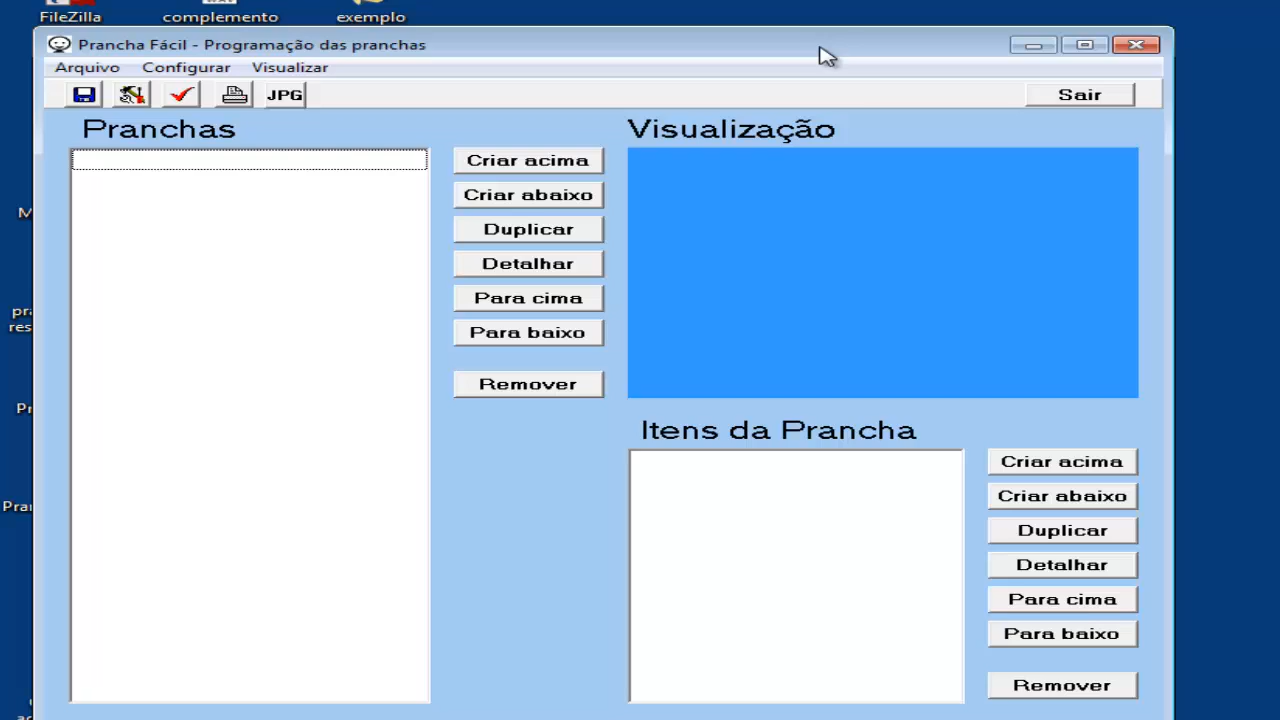 FileZilla
complemento
exemplo
Prancha Fácil - Programação das pranchas
Arquivo Configurar Visualizar
JPG
Sair
Pranchas
Criar acima
Criar abaixo
Duplicar
Detalhar
Para cima
Para baixo
Remover
Visualização
Itens da Prancha
Criar acima
Criar abaixo
Duplicar
Detalhar
Para cima
Para baixo
Remover